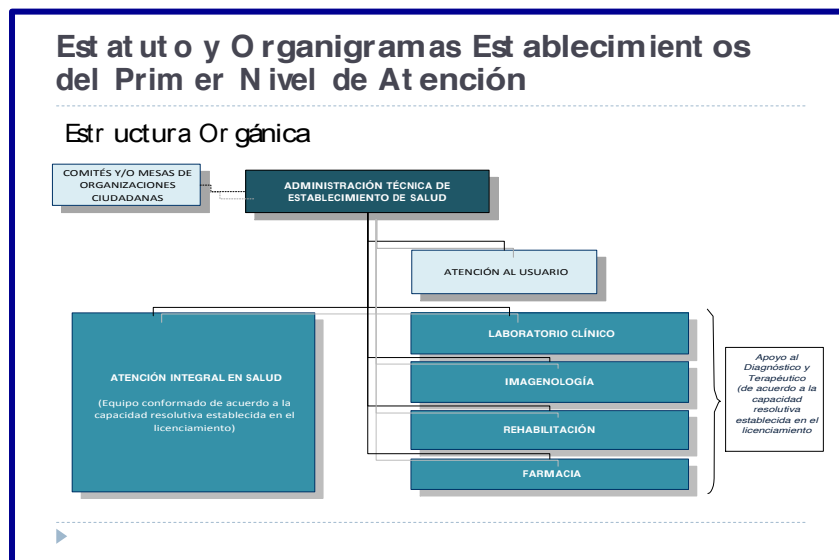 Estatuto y Organigramas Establecimientos
del Primer Nivel de Atención
Estructura Orgánica
COMITÉS Y/O MESAS DE
ORGANIZACIONES
CIUDADANAS
ADMINISTRACIÓN TÉCNICA DE
ESTABLECIMIENTO DE SALUD
ATENCIÓN AL USUARIO
ATENCIÓN INTEGRAL EN SALUD
(Equipo conformado de acuerdo a la
capacidad resolutiva establecida en el
licenciamiento)
LABORATORIO CLÍNICO
IMAGENOLOGÍA
REHABILITACIÓN
FARMACIA
Apoyo al
Diagnóstico y
Terapéutico
(de acuerdo a la
capacidad
resolutiva
establecida en el
licenciamiento